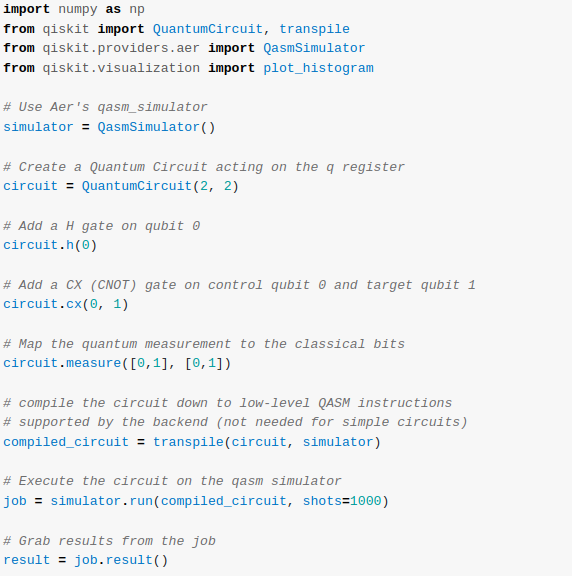 import numpy as np
from qiskit import QuantumCircuit, transpile
from qiskit.providers.aer import QasmSimulator
from qiskit.visualization import plot_histogram
# Use Aer's qasm_simulator
simulator = QasmSimulator()
# Create a Quantum Circuit acting on the q register
circuit = QuantumCircuit(2, 2)
# Add a H gate on qubit 0
circuit.h(0)
# Add a CX (CNOT) gate on control qubit 0 and target qubit 1
circuit.cx(0, 1)
# Map the quantum measurement to the classical bits
circuit.measure([0,1], [0,1])
# compile the circuit down to low-level QASM instructions
# supported by the backend (not needed for simple circuits)
compiled_circuit = transpile(circuit, simulator)
# Execute the circuit on the qasm simulator
job = simulator.run(compiled_circuit, shots=1000)
# Grab results from the job
result = job.result()